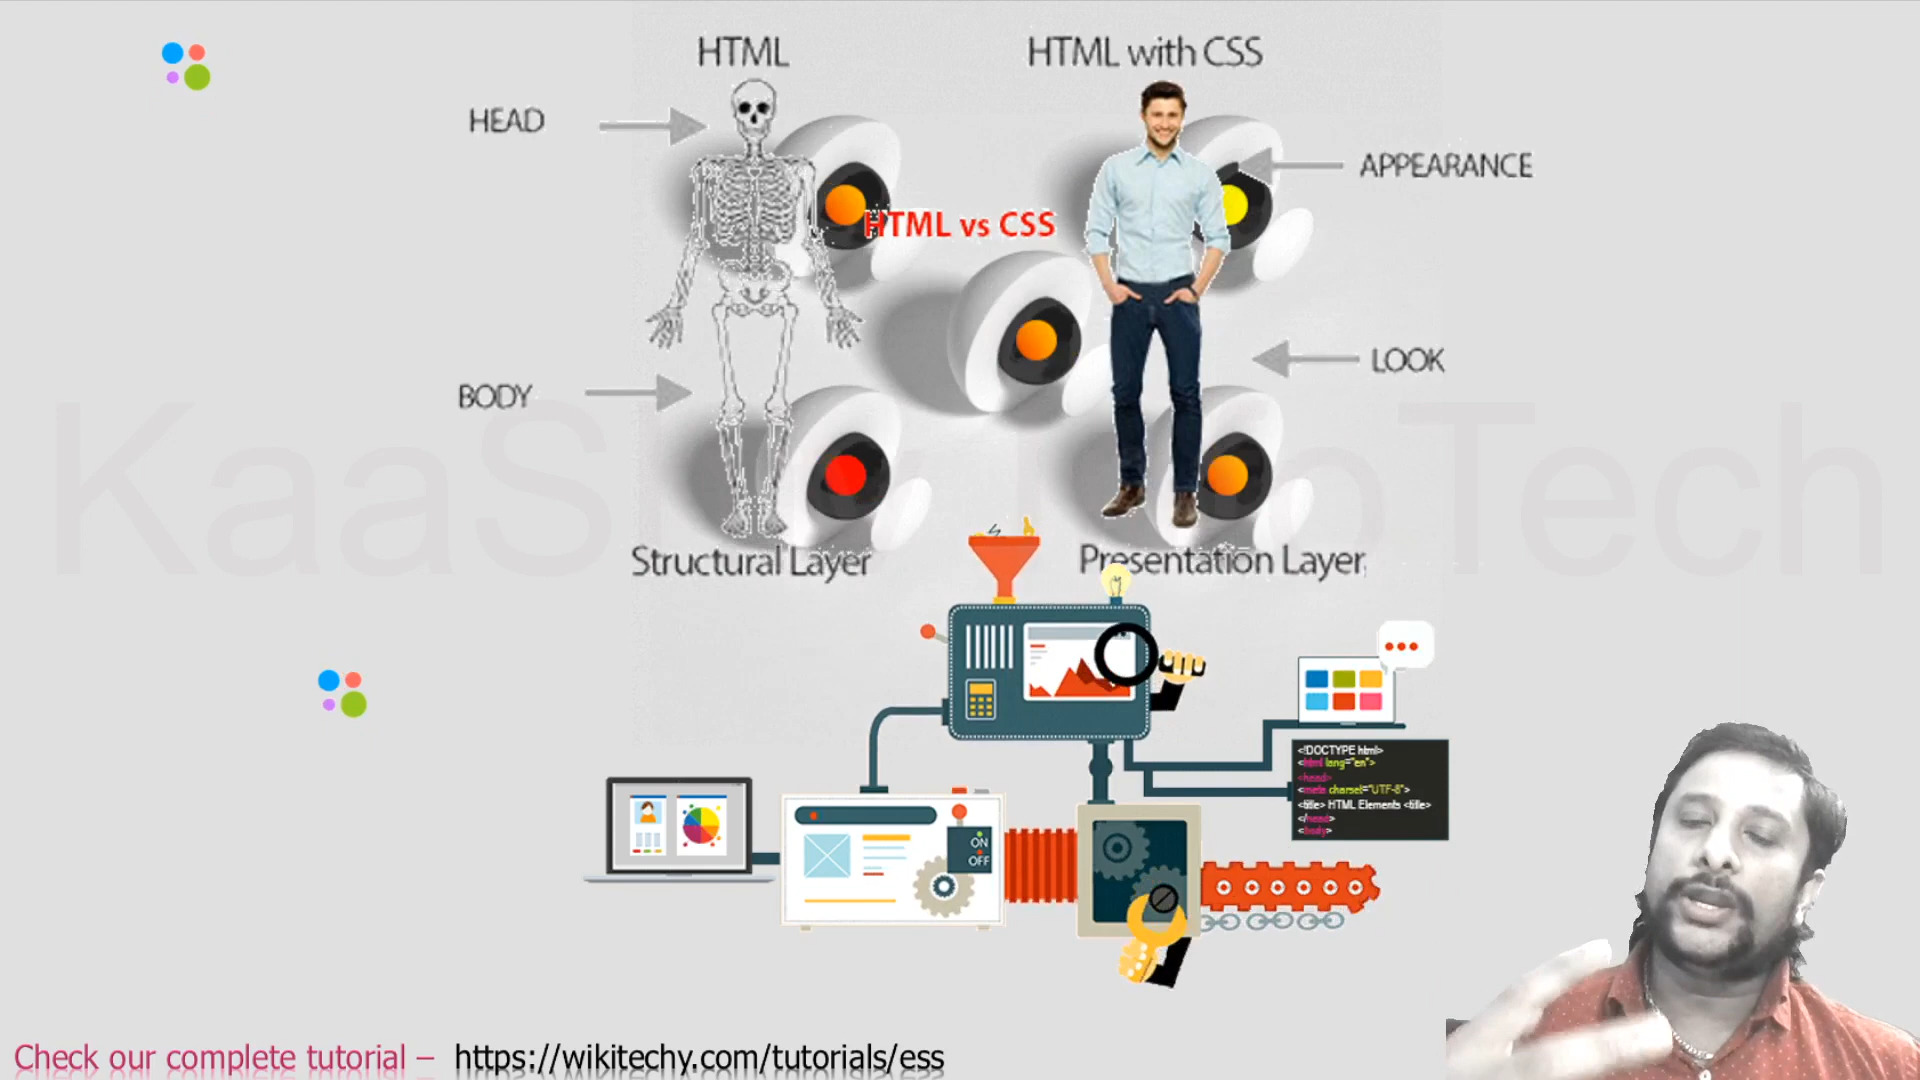 HTML
HTML with CSS
HEAD
APPEARANCE
HTML vs CSS
LOOK
BODY
Structural Layer
Presentation Layer
<!DOCTYPE html>
<html lang="en">
<head>
<meta charset="UTF-8">
<title> HTML Elements <title>
</head>
<body>
ON
OFF
Check our complete tutorial – https://wikitechy.com/tutorials/ess